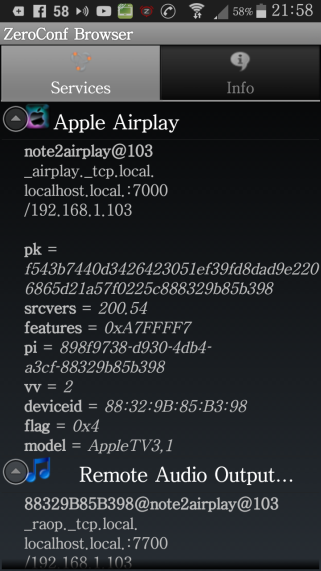 58 58% 21:58
ZeroConf Browser
Services Info
Apple Airplay
note2airplay@103
_airplay._tcp.local.
localhost.local.:7000
/192.168.1.103
pk =
f543b7440d3426423051ef39fd8dad9e220
6865d21a57f0225c888329b85b398
srcvers = 200.54
features = 0xA7FFFF7
pi = 898f9738-d930-4db4-
a3cf-88329b85b398
vv = 2
deviceid = 88:32:9B:85:B3:98
flag = 0x4
model = AppleTV3,1
Remote Audio Output...
88329B85B398@note2airplay@103
_raop._tcp.local.
localhost.local.:7700
/192.168.1.103